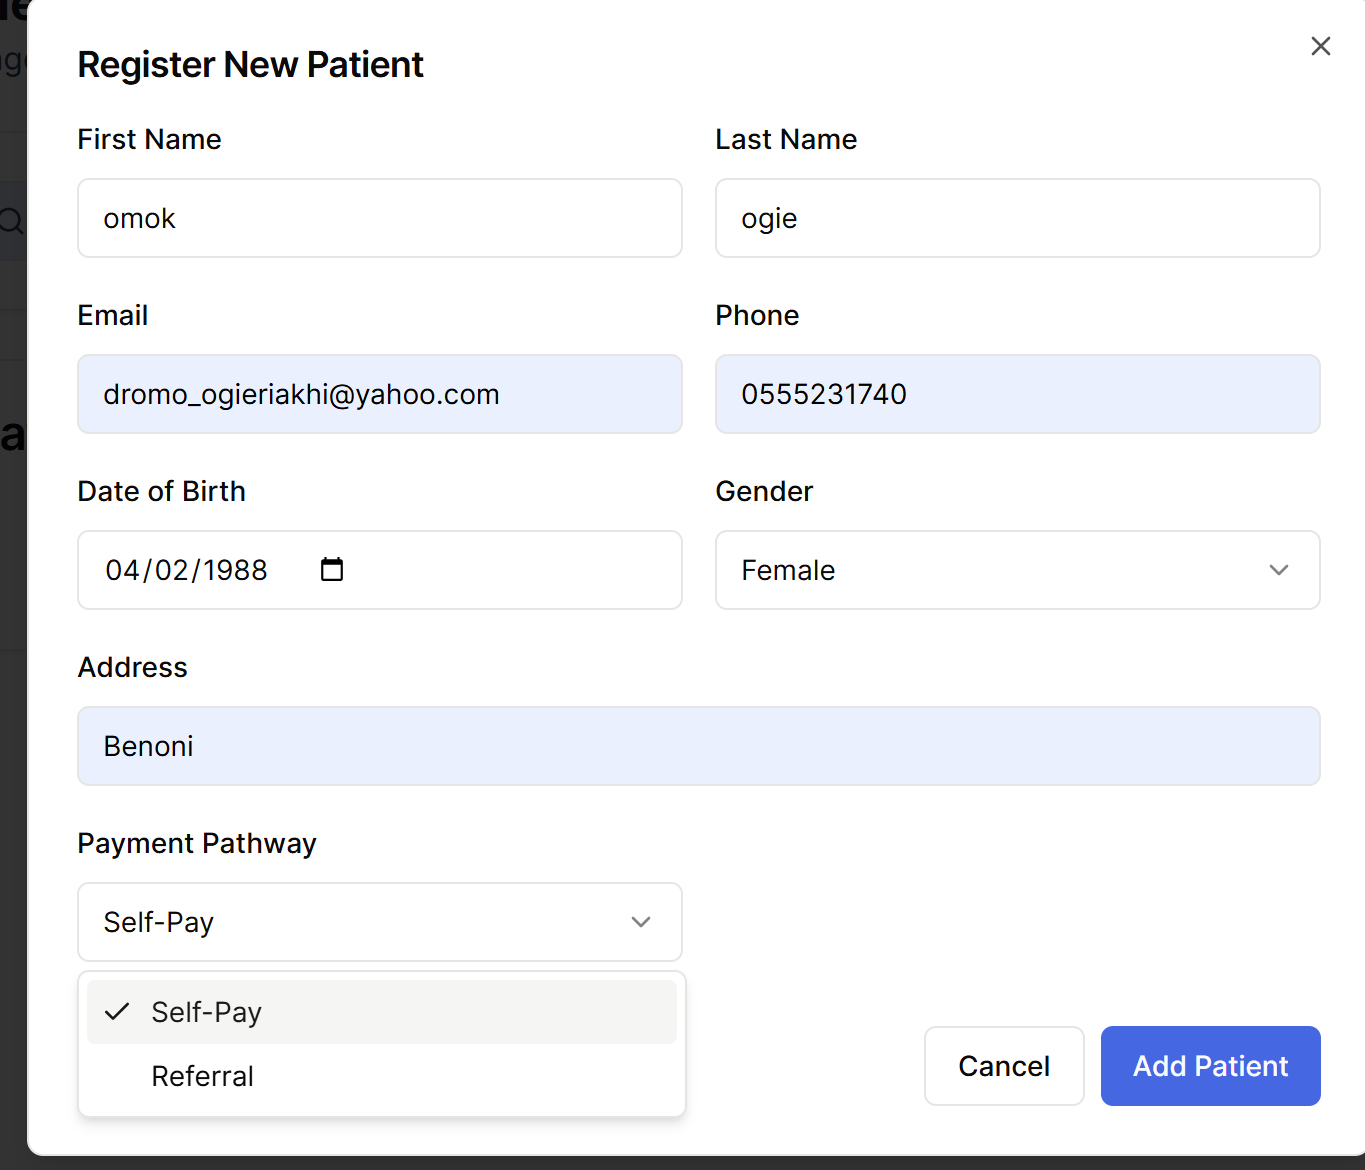 Register New Patient
First Name
Last Name
omok
ogie
Email
Phone
dromo_ogieriakhi@yahoo.com
0555231740
Date of Birth
Gender
04/02/1988
Female
Address
Benoni
Payment Pathway
Self-Pay
Self-Pay
Referral
Cancel
Add Patient